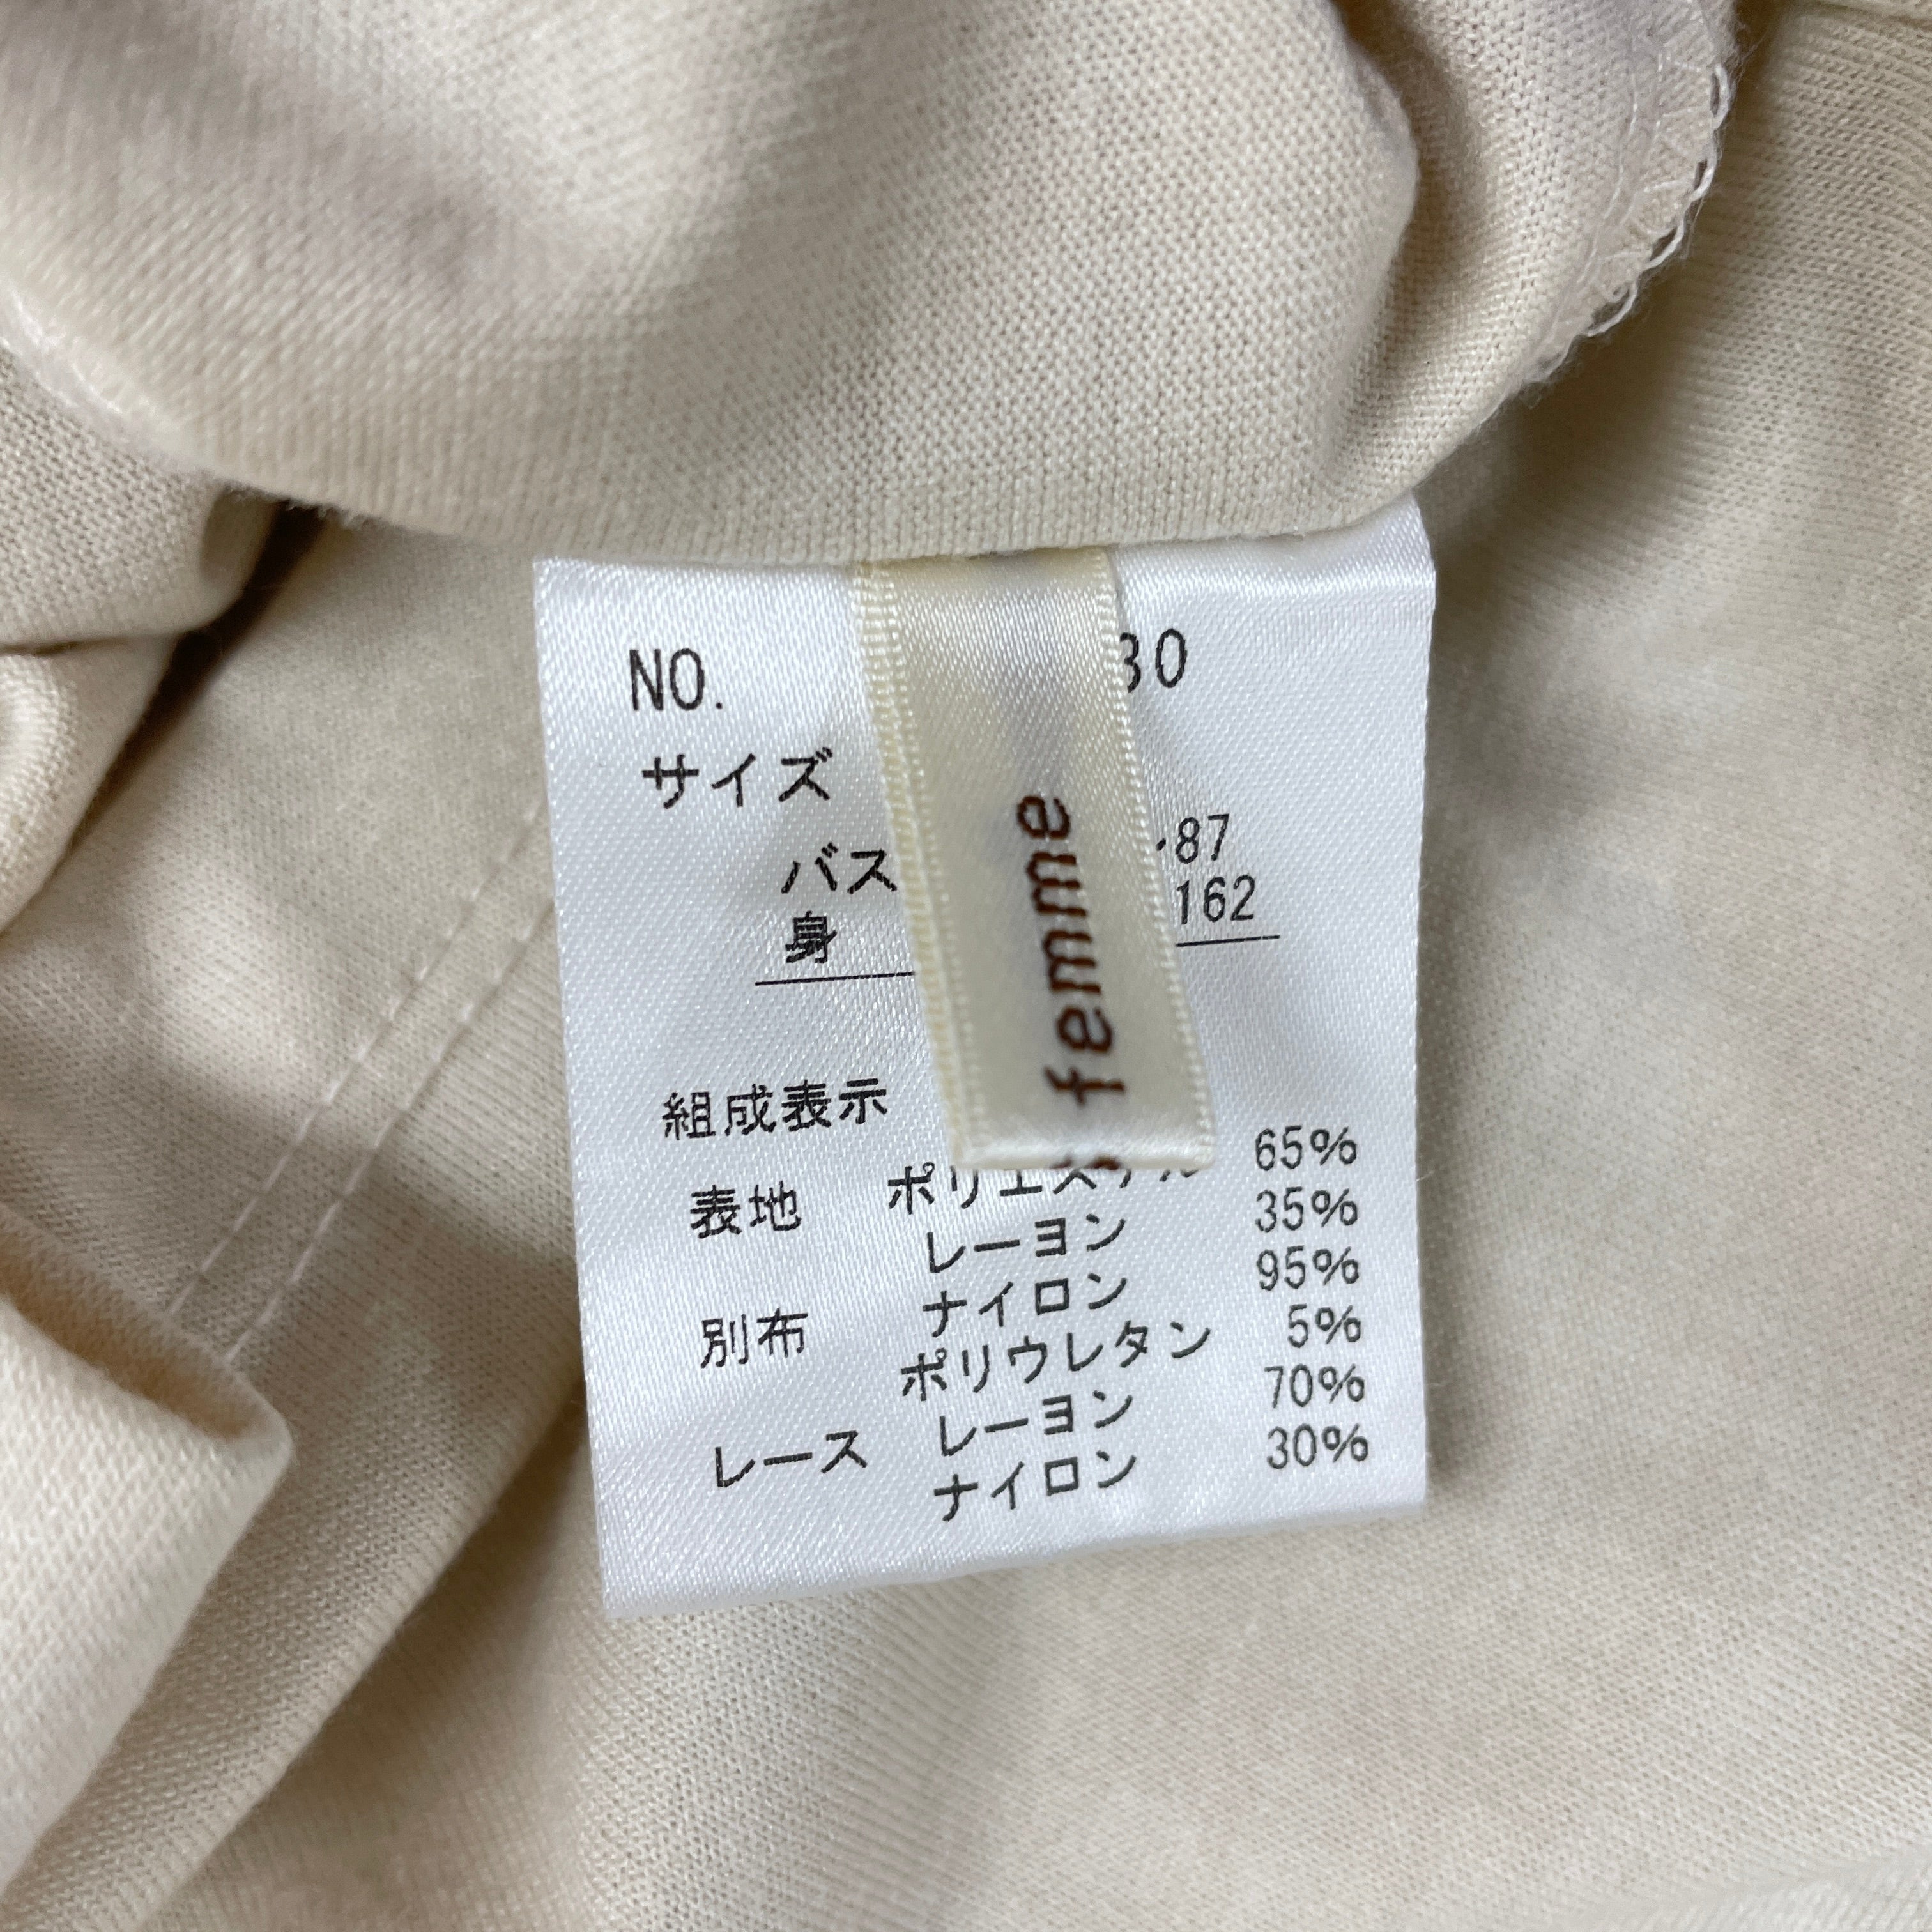 NO. 30
サイズ
バス ・87
身 162
femme
組成表示
表地 ポリエステル 65%
レーヨン 35%
別布 ナイロン 95%
ポリウレタン 5%
レース レーヨン 70%
ナイロン 30%